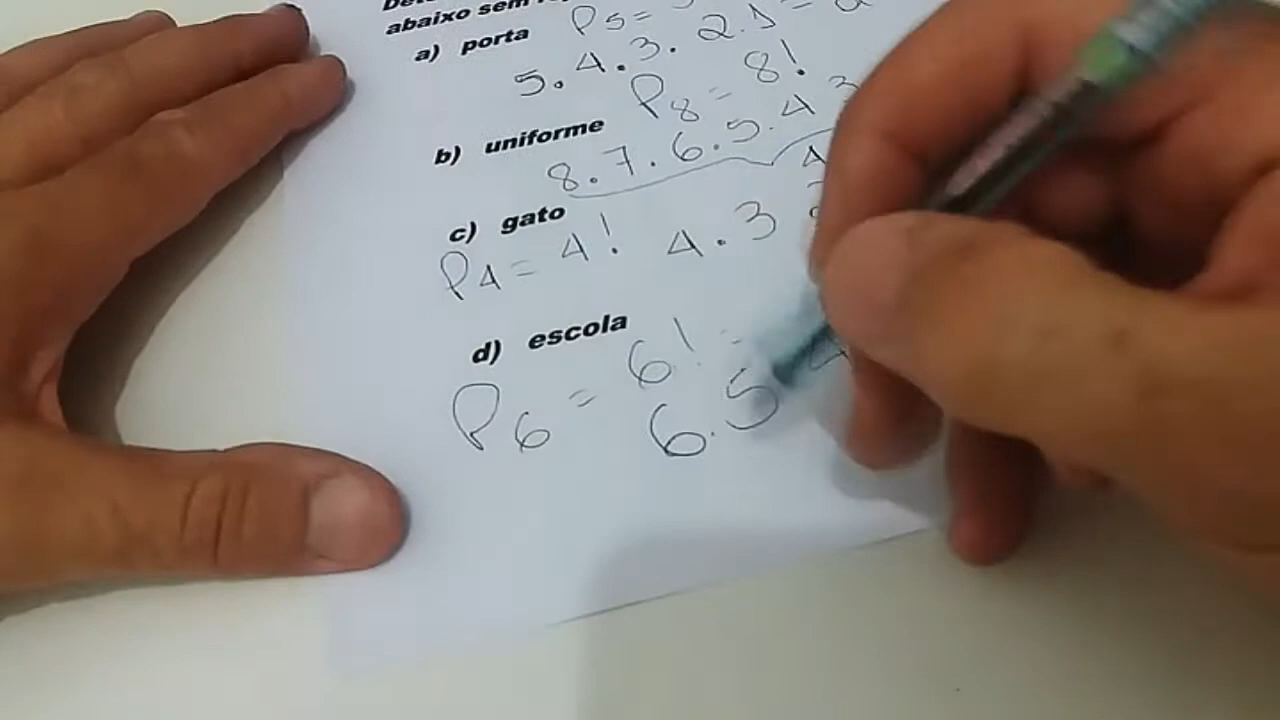 abaixo sem
a) porta P5=
5.4.3.2.1=
P8=8!
b) uniforme
8.7.6.5.4 3
c) gato
P4=4! 4.3
d) escola
P6=6!=
6.5